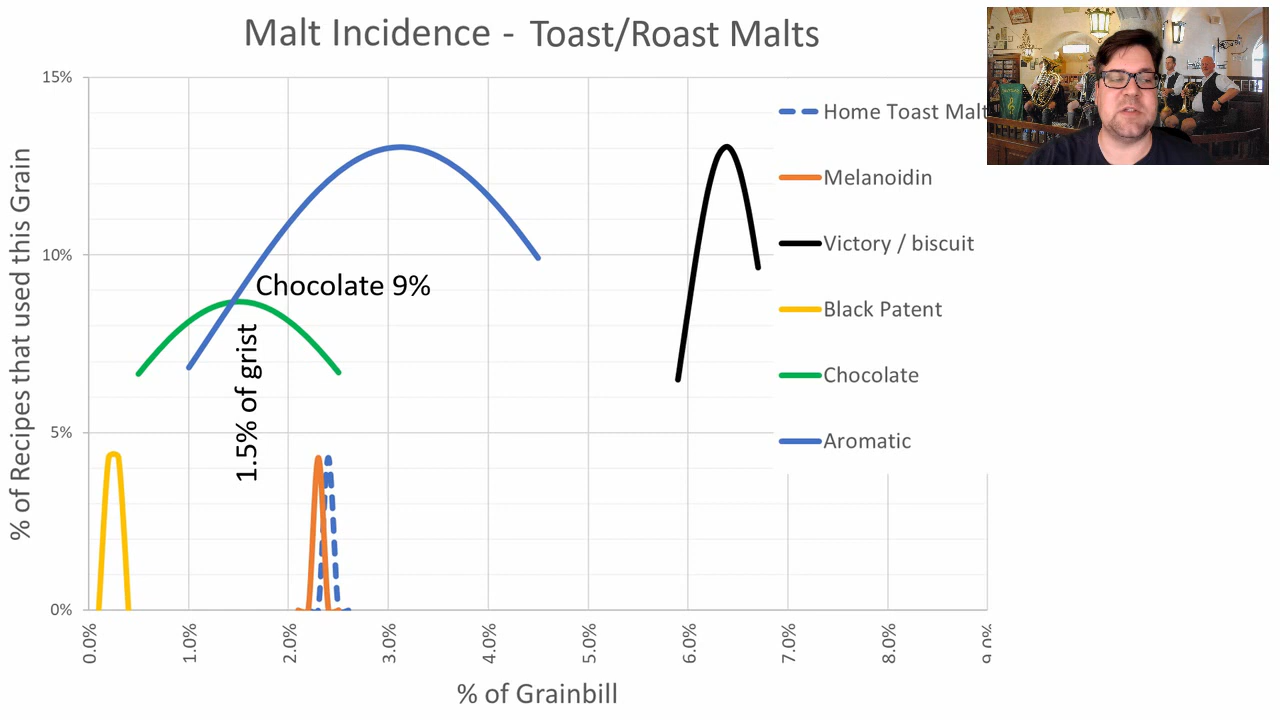 Malt Incidence - Toast/Roast Malts
% of Recipes that used this Grain
15%
10%
5%
0%
Chocolate 9%
1.5% of grist
Home Toast Malt
Melanoidin
Victory / biscuit
Black Patent
Chocolate
Aromatic
0.0%
1.0%
2.0%
3.0%
4.0%
5.0%
6.0%
7.0%
8.0%
% of Grainbill